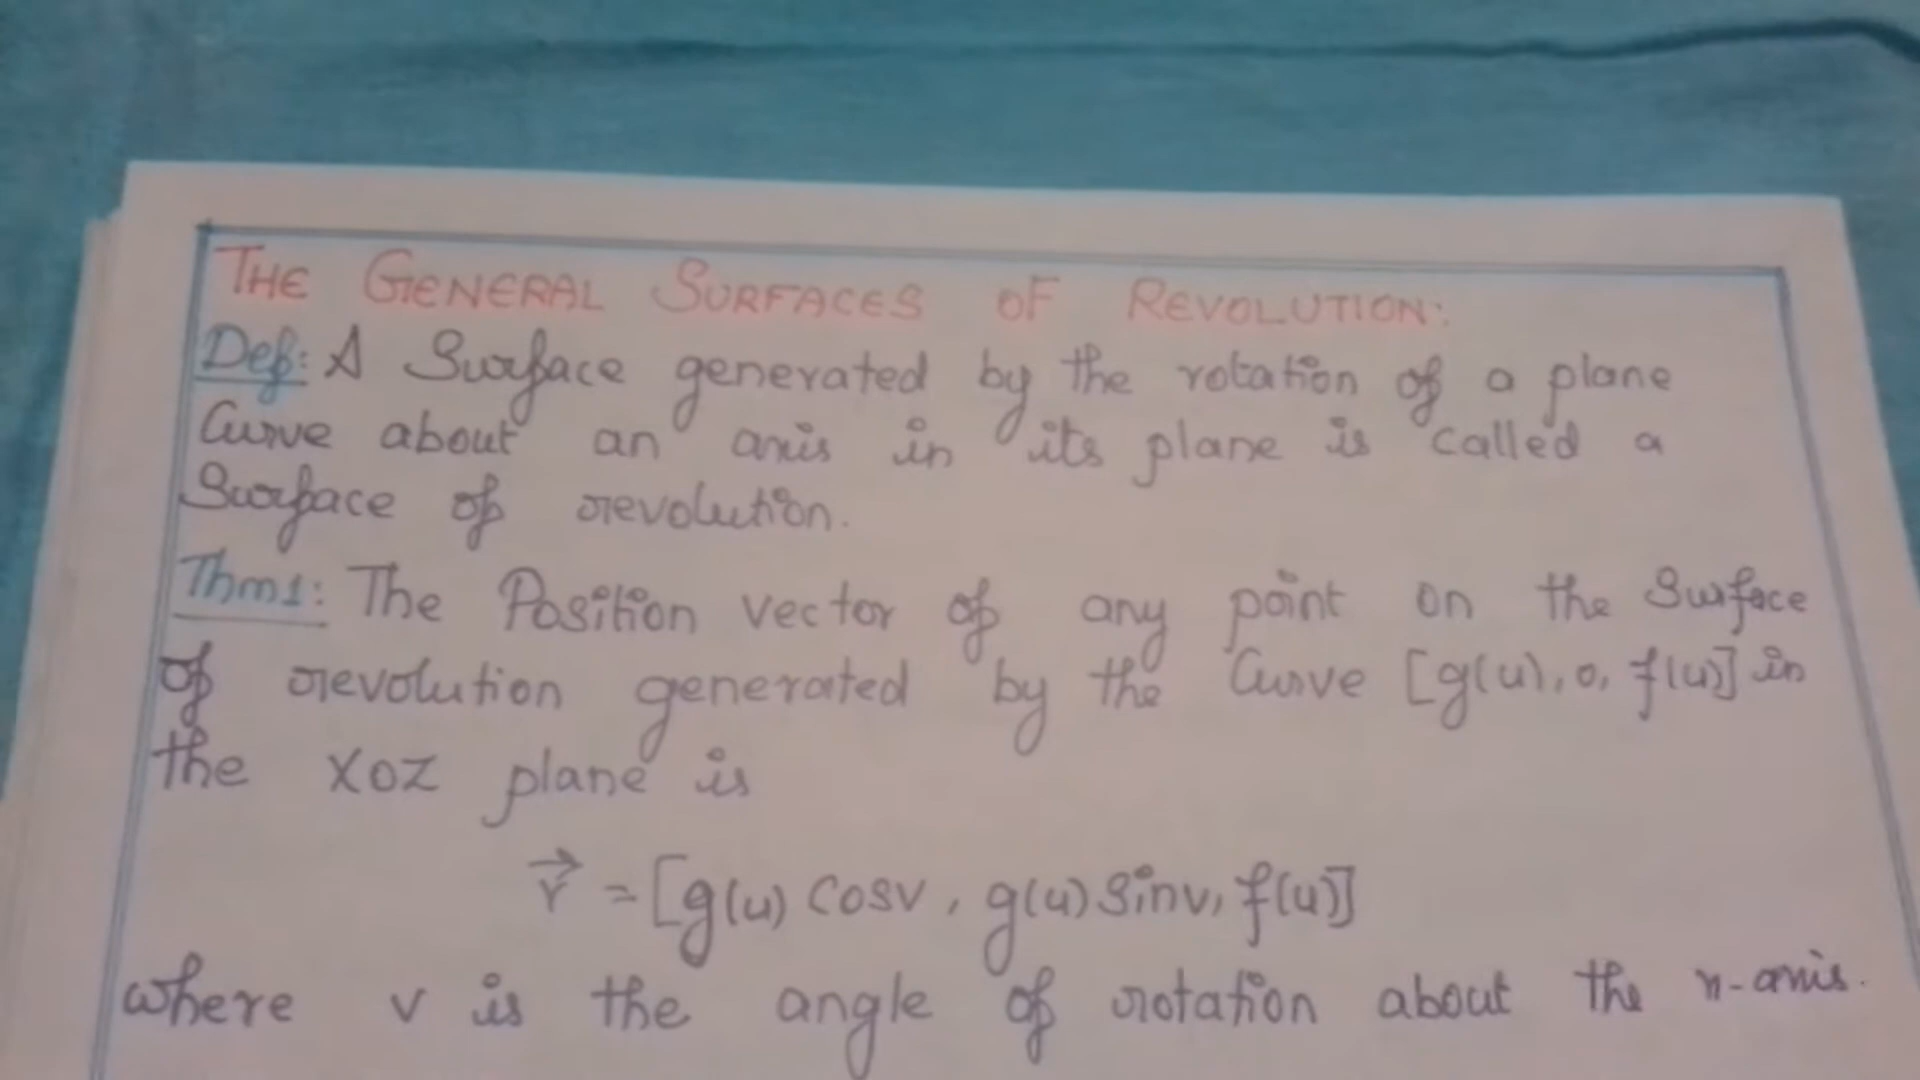 THE GENERAL SURFACES OF REVOLUTION:
Def: A Surface generated by the rotation of a plane
Curve about an axis in its plane is called a
Surface of revolution.
Thm1: The Position vector of any point on the Surface
of revolution generated by the Curve [g(u), 0, f(u)] in
the XOZ plane is
r⃗ = [g(u) cosv, g(u) sinv, f(u)]
where v is the angle of rotation about the x-axis.